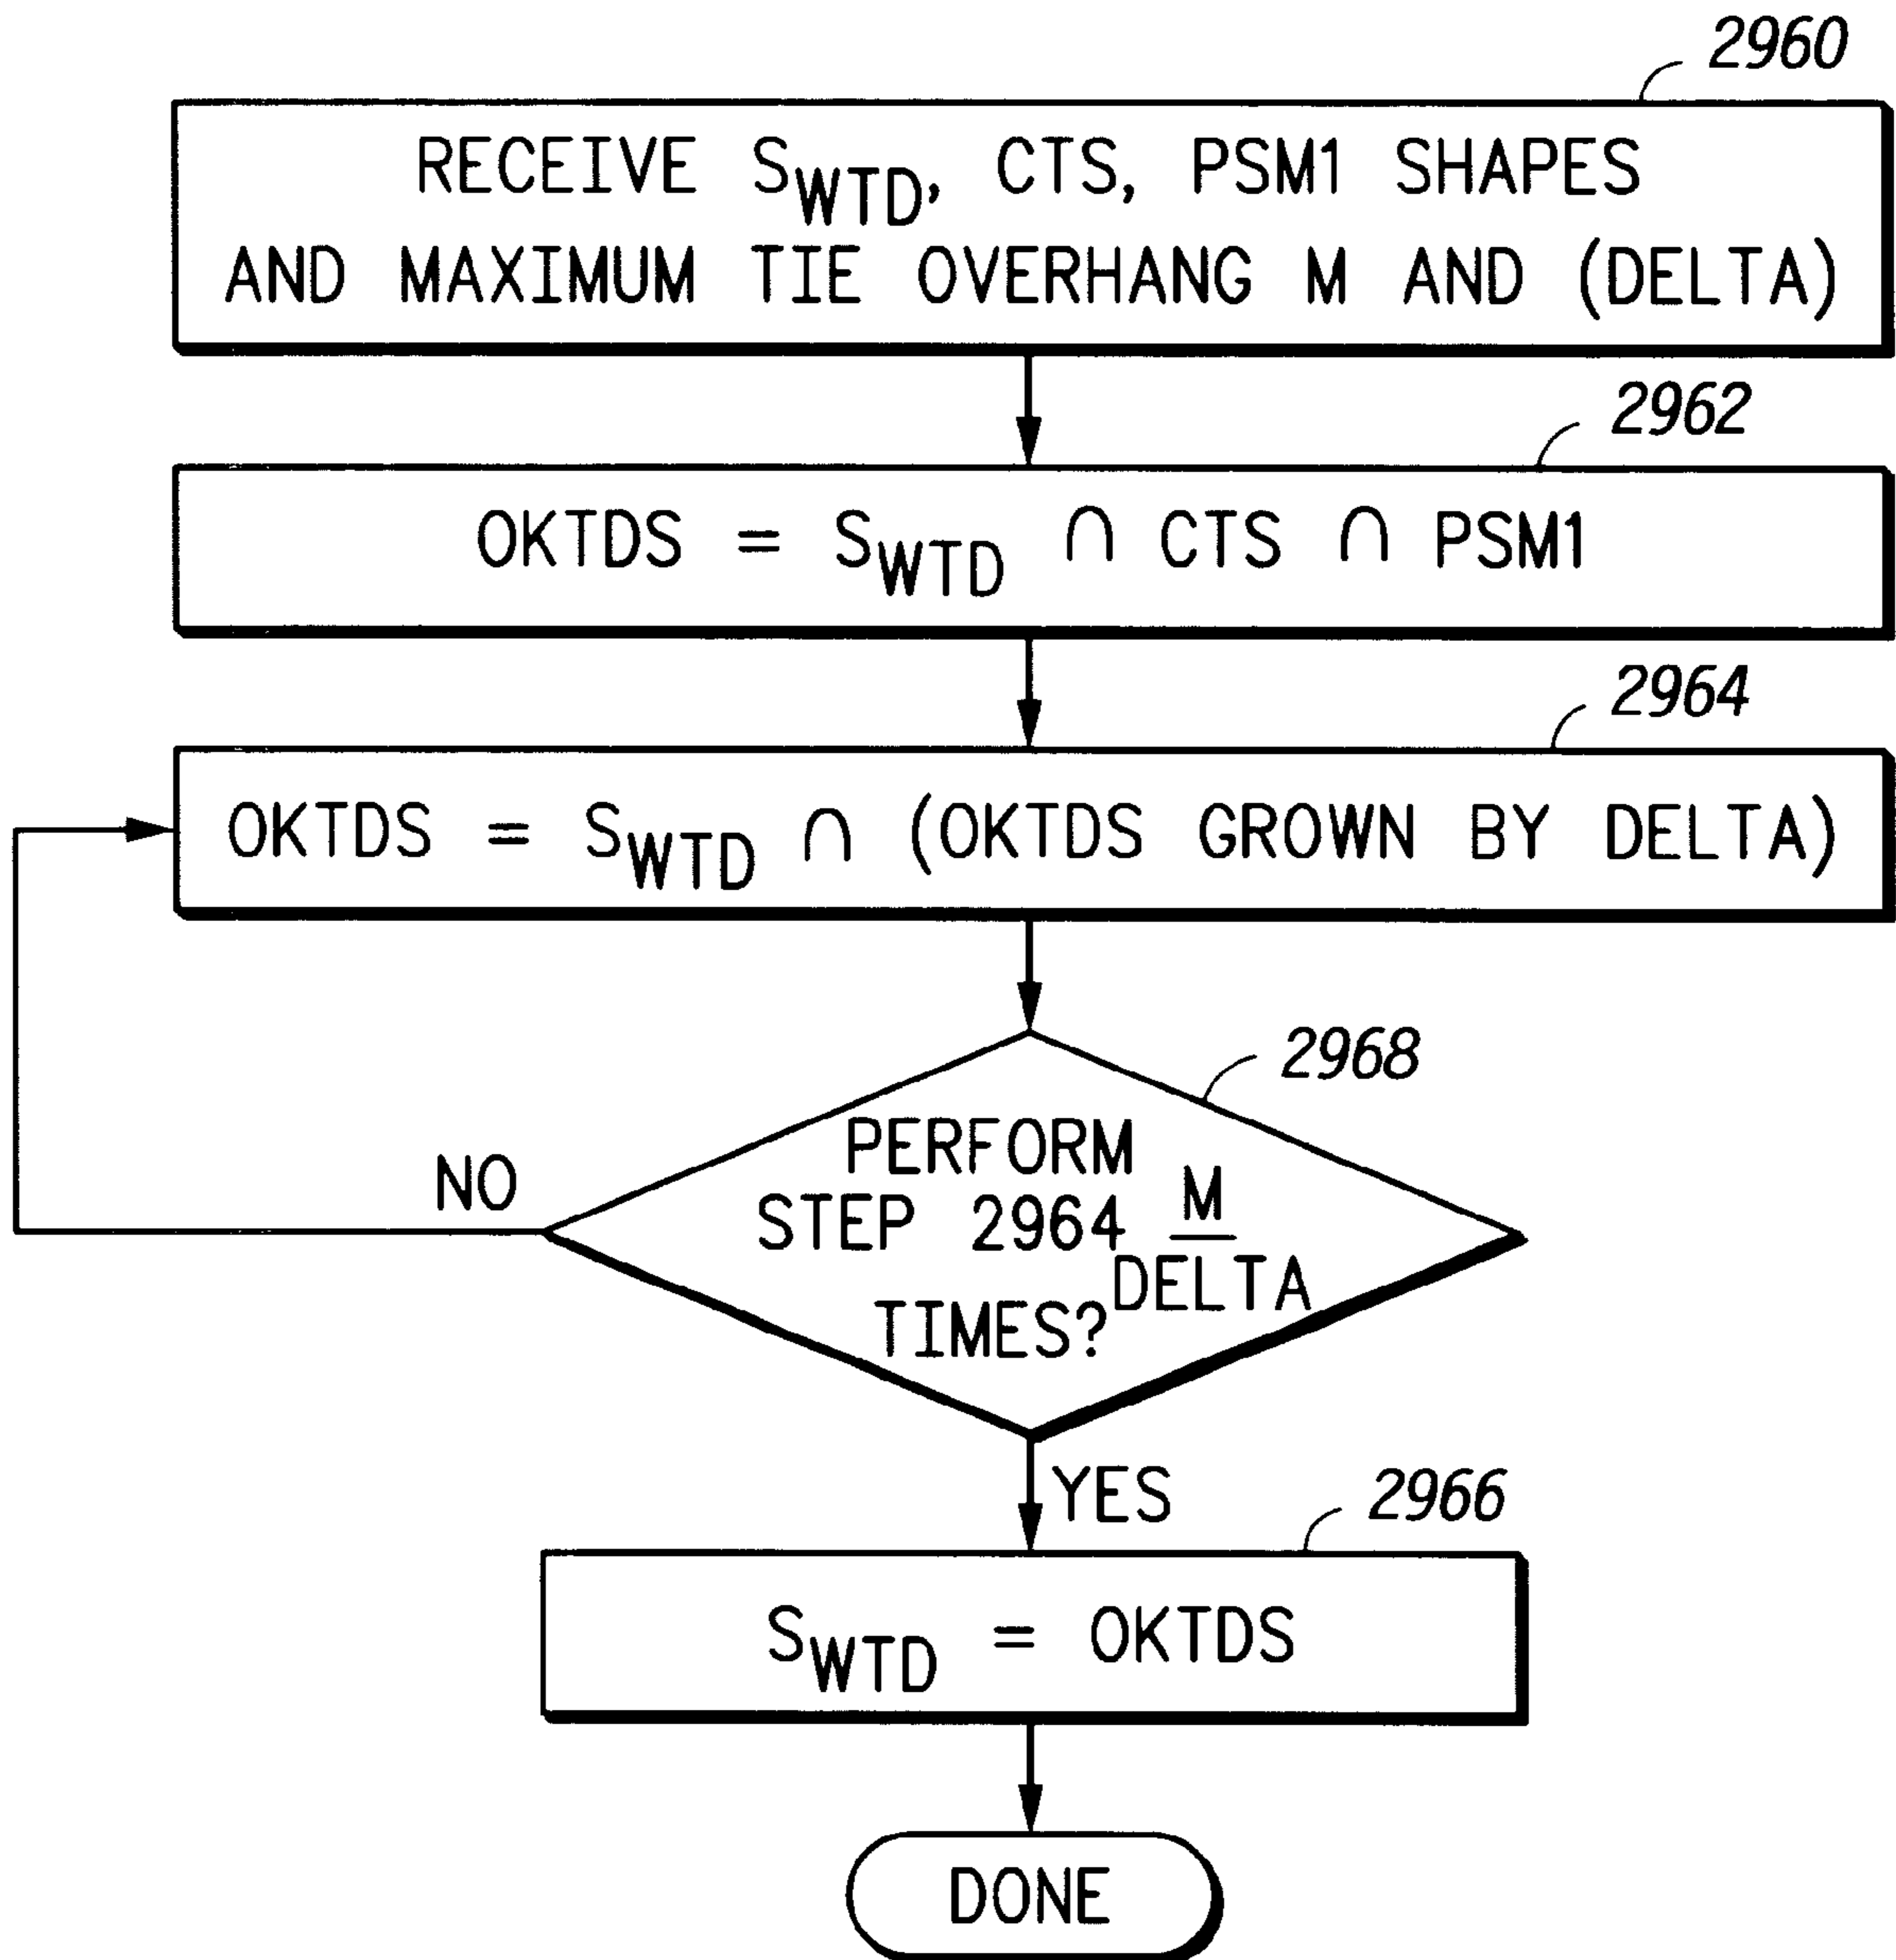 2960
RECEIVE SWTD, CTS, PSM1 SHAPES
AND MAXIMUM TIE OVERHANG M AND (DELTA)
2962
OKTDS = SWTD ∩ CTS ∩ PSM1
2964
OKTDS = SWTD ∩ (OKTDS GROWN BY DELTA)
2968
PERFORM
STEP 2964 M
DELTA
TIMES?
NO
YES
2966
SWTD = OKTDS
DONE